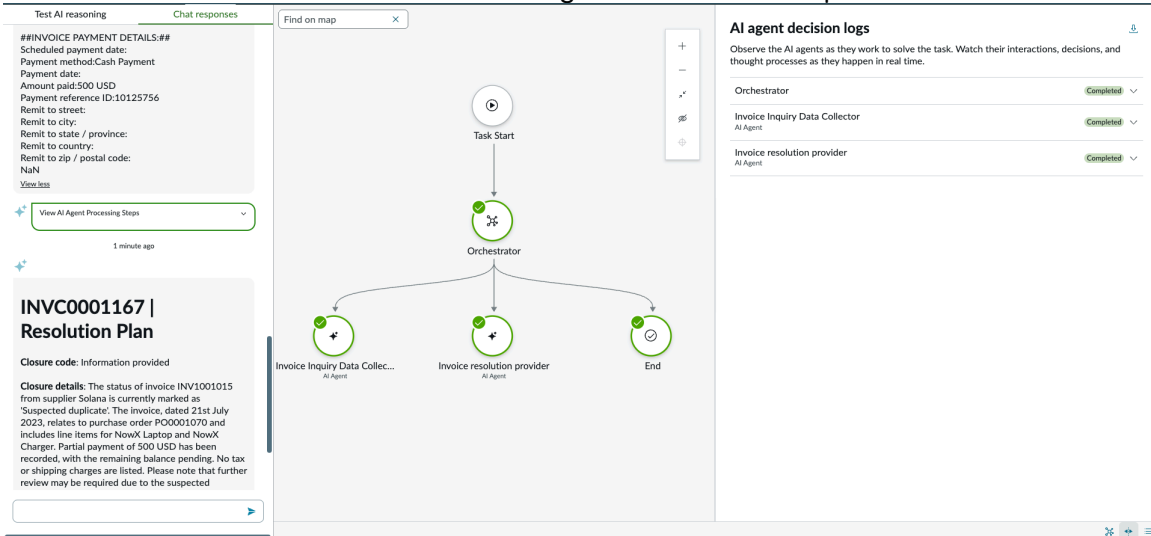 Test AI reasoning
Chat responses
##INVOICE PAYMENT DETAILS:##
Scheduled payment date:
Payment method:Cash Payment
Payment date:
Amount paid:500 USD
Payment reference ID:10125756
Remit to street:
Remit to city:
Remit to state / province:
Remit to country:
Remit to zip / postal code:
NaN
View less
View AI Agent Processing Steps
1 minute ago
INVC0001167 |
Resolution Plan
Closure code: Information provided
Closure details: The status of invoice INV1001015
from supplier Solana is currently marked as
'Suspected duplicate'. The invoice, dated 21st July
2023, relates to purchase order PO0001070 and
includes line items for NowX Laptop and NowX
Charger. Partial payment of 500 USD has been
recorded, with the remaining balance pending. No tax
or shipping charges are listed. Please note that further
review may be required due to the suspected
Find on map
Task Start
Orchestrator
Invoice Inquiry Data Collec...
AI Agent
Invoice resolution provider
AI Agent
End
AI agent decision logs
Observe the AI agents as they work to solve the task. Watch their interactions, decisions, and
thought processes as they happen in real time.
Orchestrator
Completed
Invoice Inquiry Data Collector
AI Agent
Completed
Invoice resolution provider
AI Agent
Completed